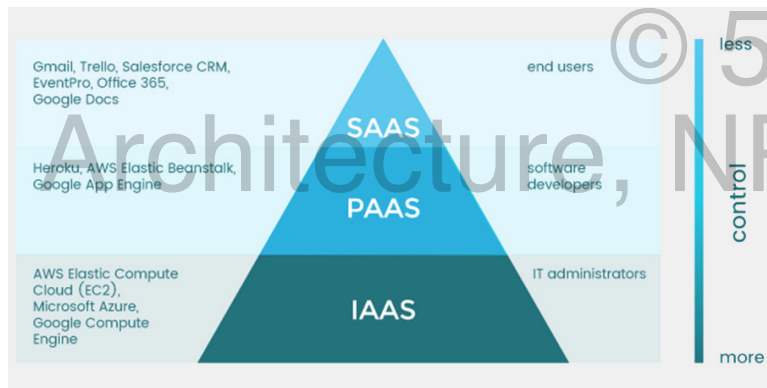 Gmail, Trello, Salesforce CRM,
EventPro, Office 365,
Google Docs
SAAS
end users
Heroku, AWS Elastic Beanstalk,
Google App Engine
PAAS
software
developers
AWS Elastic Compute
Cloud (EC2),
Microsoft Azure,
Google Compute
Engine
IAAS
IT administrators
less
control
more
© 5
Architecture,